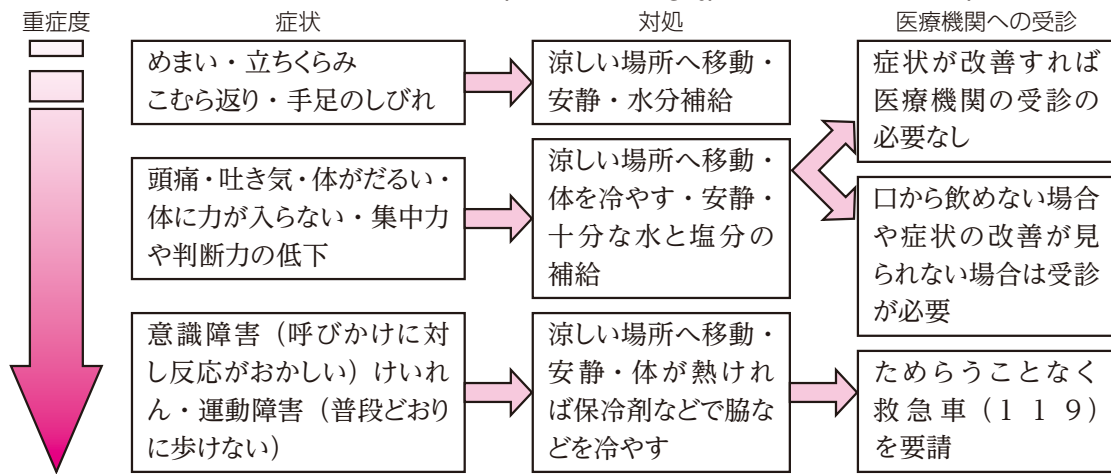 重症度
症状
対処
医療機関への受診
めまい・立ちくらみ
こむら返り・手足のしびれ
涼しい場所へ移動・
安静・水分補給
症状が改善すれば
医療機関の受診の
必要なし
頭痛・吐き気・体がだるい・
体に力が入らない・集中力
や判断力の低下
涼しい場所へ移動・
体を冷やす・安静・
十分な水と塩分の
補給
口から飲めない場合
や症状の改善が見
られない場合は受診
が必要
意識障害（呼びかけに対
し反応がおかしい）けいれ
ん・運動障害（普段どおり
に歩けない）
涼しい場所へ移動・
安静・体が熱けれ
ば保冷剤などで脇な
どを冷やす
ためらうことなく
救急車（１１９）
を要請